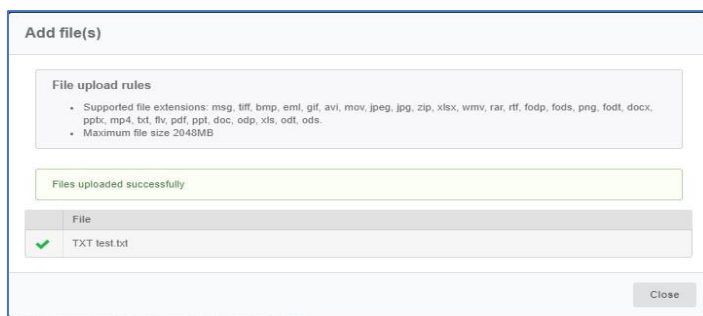 Add file(s)
File upload rules
• Supported file extensions: msg, tiff, bmp, eml, gif, avi, mov, jpeg, jpg, zip, xlsx, wmv, rar, rtf, fodp, fods, png, fodt, docx,
pptx, mp4, txt, flv, pdf, ppt, doc, odp, xls, odt, ods.
• Maximum file size 2048MB
Files uploaded successfully
File
TXT test.txt
Close